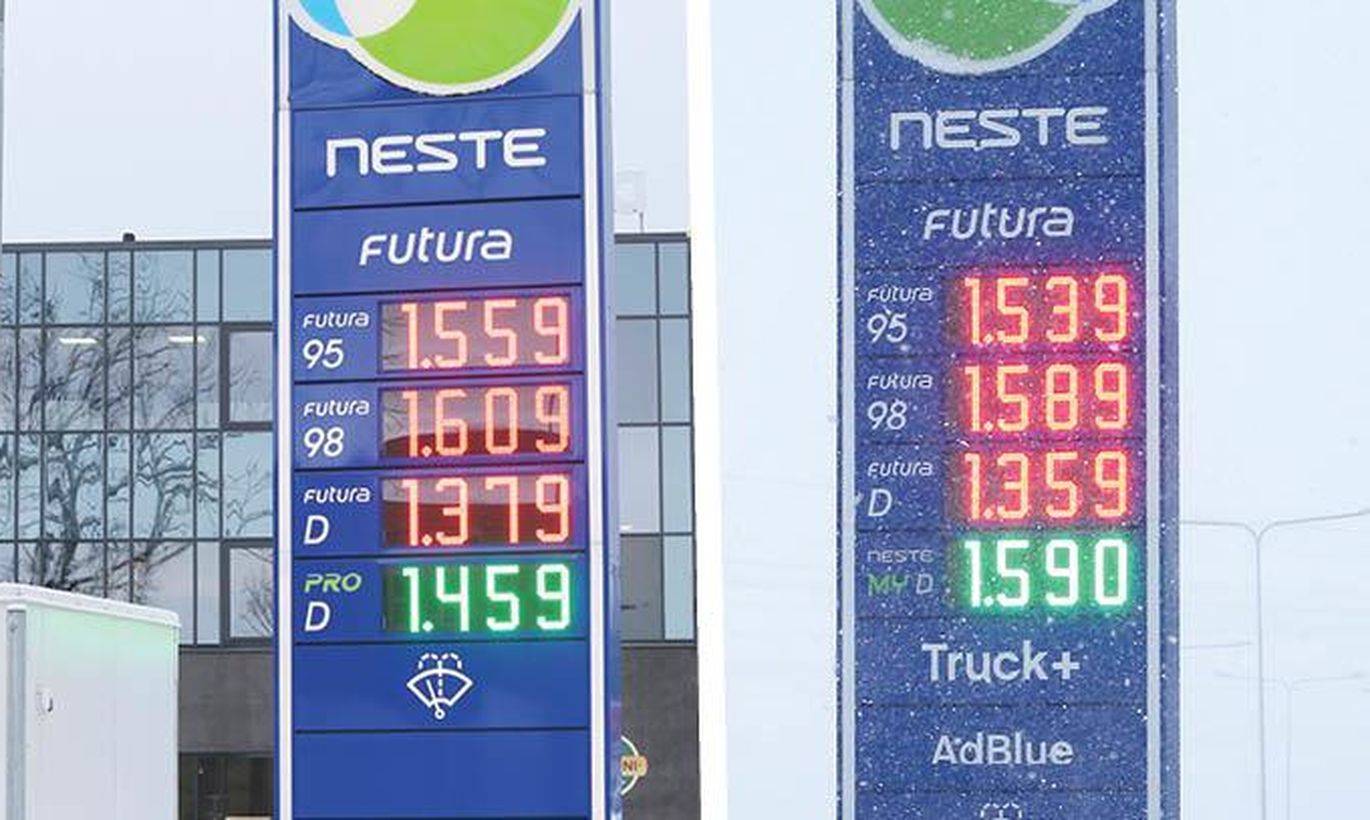 NESTE
Futura
Futura 95 1.559
Futura 98 1.609
Futura D 1.379
PRO D 1.459
NESTE
Futura
Futura 95 1.539
Futura 98 1.589
Futura D 1.359
NESTE MY D 1.590
Truck+
AdBlue